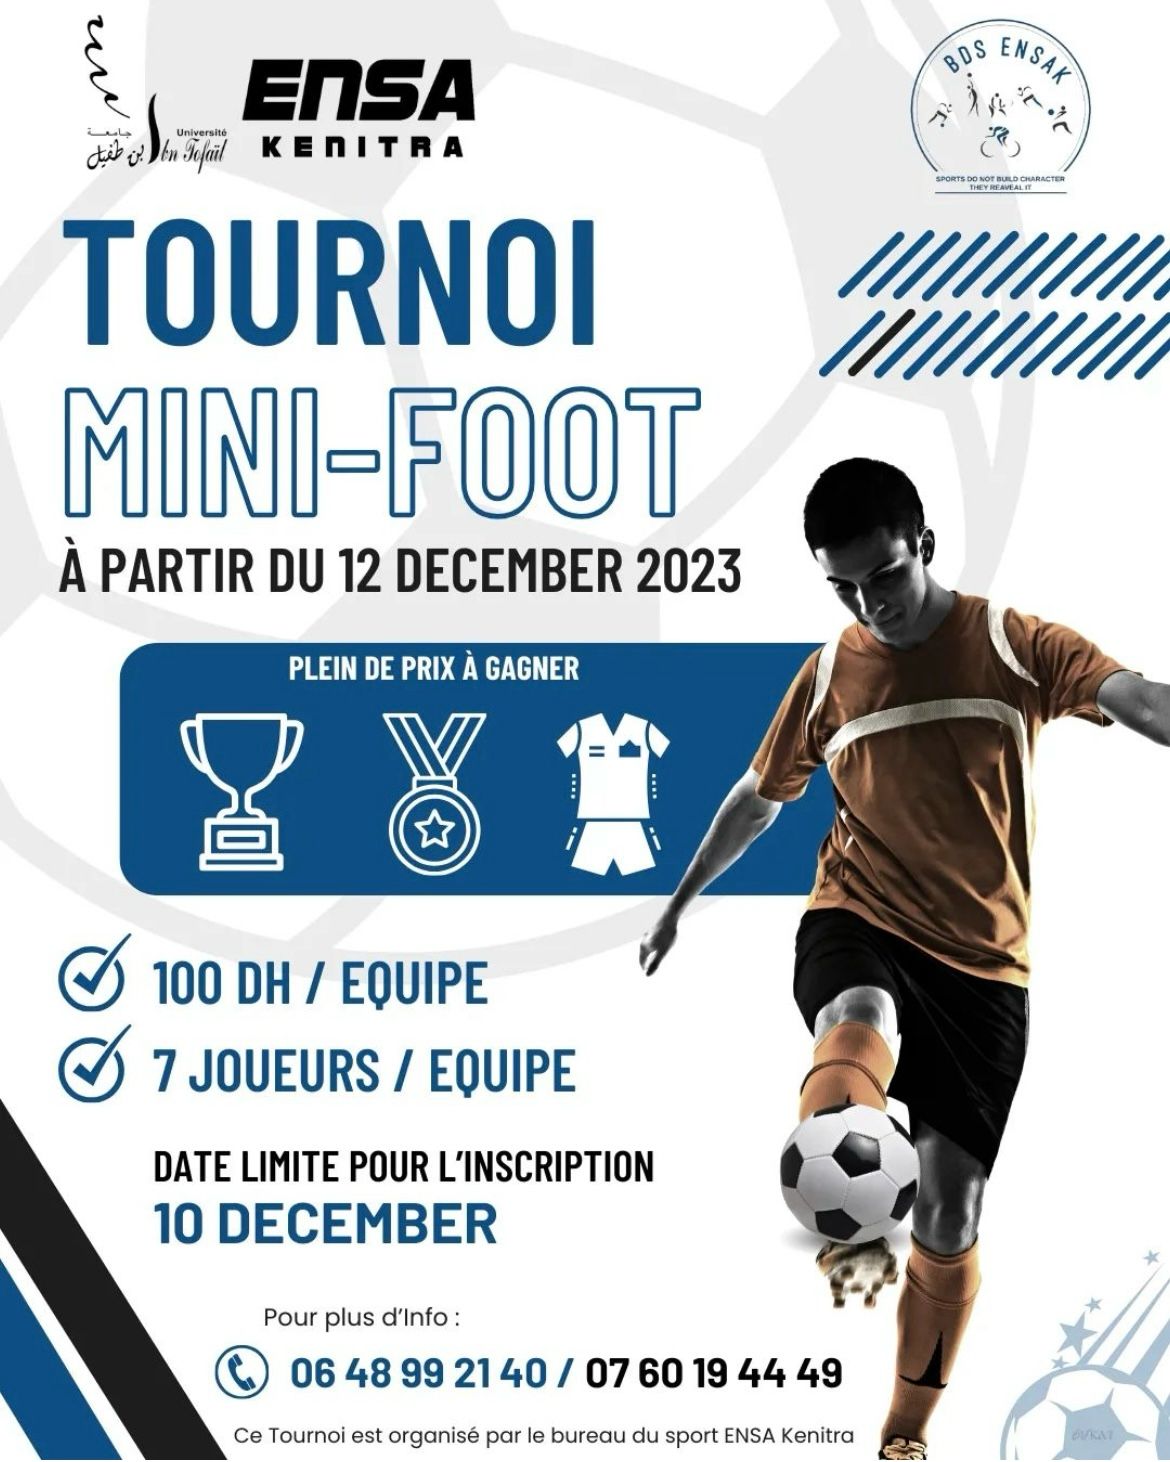 جامعة
ابن طفيل
Université
Ibn Tofaïl
ENSA
KENITRA
BDS ENSAK
SPORTS DO NOT BUILD CHARACTER
THEY REAVEAL IT
TOURNOI
MINI-FOOT
À PARTIR DU 12 DECEMBER 2023
PLEIN DE PRIX À GAGNER
100 DH / EQUIPE
7 JOUEURS / EQUIPE
DATE LIMITE POUR L'INSCRIPTION
10 DECEMBER
Pour plus d'Info :
06 48 99 21 40 / 07 60 19 44 49
Ce Tournoi est organisé par le bureau du sport ENSA Kenitra